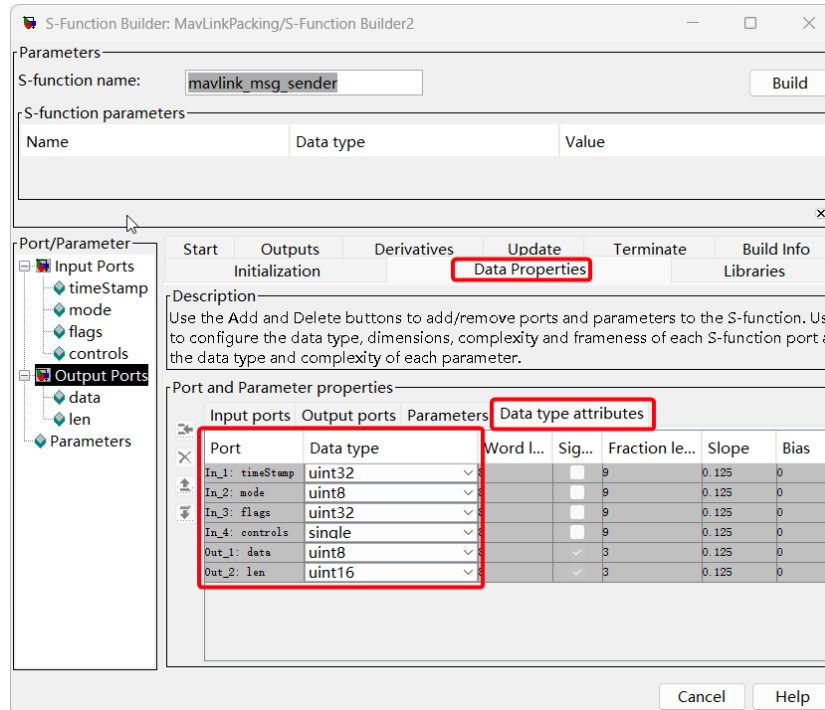 S-Function Builder: MavLinkPacking/S-Function Builder2
Parameters
S-function name: mavlink_msg_sender Build
S-function parameters
Name Data type Value
Port/Parameter
Input Ports
timeStamp
mode
flags
controls
Output Ports
data
len
Parameters
Start Outputs Derivatives Update Terminate Build Info
Initialization Data Properties Libraries
Description
Use the Add and Delete buttons to add/remove ports and parameters to the S-function. Us
to configure the data type, dimensions, complexity and frameness of each S-function port a
the data type and complexity of each parameter.
Port and Parameter properties
Input ports Output ports Parameters Data type attributes
Port Data type Word l... Sig... Fraction le... Slope Bias
In_1: timeStamp uint32 9 0.125 0
In_2: mode uint8 9 0.125 0
In_3: flags uint32 9 0.125 0
In_4: controls single 9 0.125 0
Out_1: data uint8 3 0.125 0
Out_2: len uint16 3 0.125 0
Cancel Help